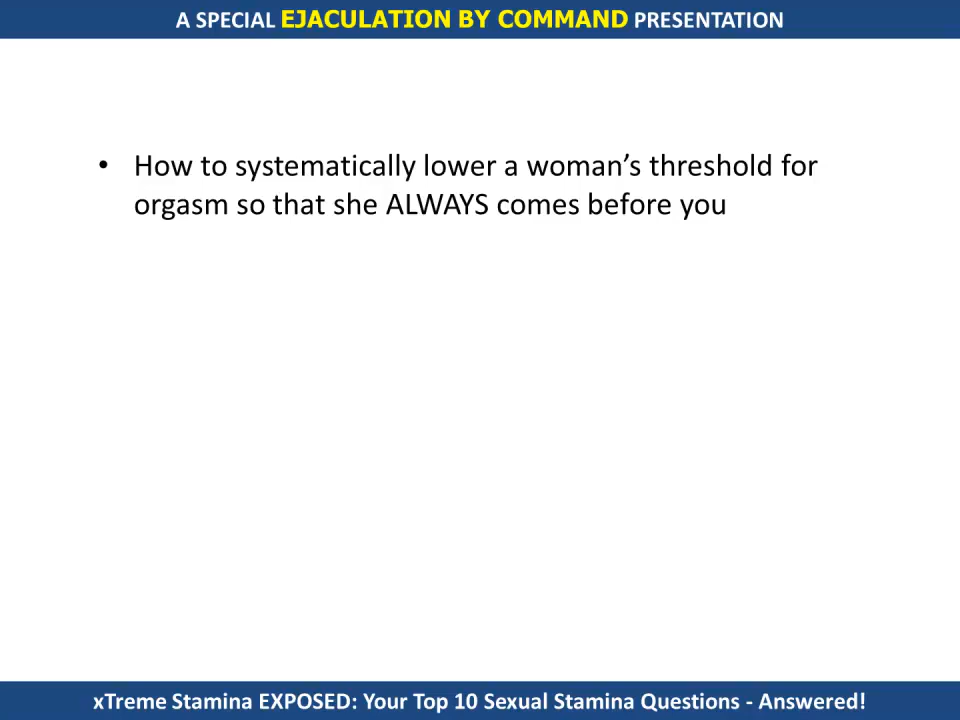 A SPECIAL EJACULATION BY COMMAND PRESENTATION
• How to systematically lower a woman’s threshold for
orgasm so that she ALWAYS comes before you
xTreme Stamina EXPOSED: Your Top 10 Sexual Stamina Questions - Answered!